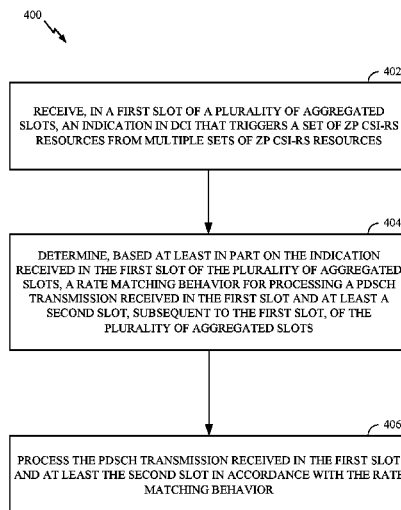 400
402
RECEIVE, IN A FIRST SLOT OF A PLURALITY OF AGGREGATED
SLOTS, AN INDICATION IN DCI THAT TRIGGERS A SET OF ZP CSI-RS
RESOURCES FROM MULTIPLE SETS OF ZP CSI-RS RESOURCES
404
DETERMINE, BASED AT LEAST IN PART ON THE INDICATION
RECEIVED IN THE FIRST SLOT OF THE PLURALITY OF AGGREGATED
SLOTS, A RATE MATCHING BEHAVIOR FOR PROCESSING A PDSCH
TRANSMISSION RECEIVED IN THE FIRST SLOT AND AT LEAST A
SECOND SLOT, SUBSEQUENT TO THE FIRST SLOT, OF THE
PLURALITY OF AGGREGATED SLOTS
406
PROCESS THE PDSCH TRANSMISSION RECEIVED IN THE FIRST SLOT
AND AT LEAST THE SECOND SLOT IN ACCORDANCE WITH THE RATE
MATCHING BEHAVIOR